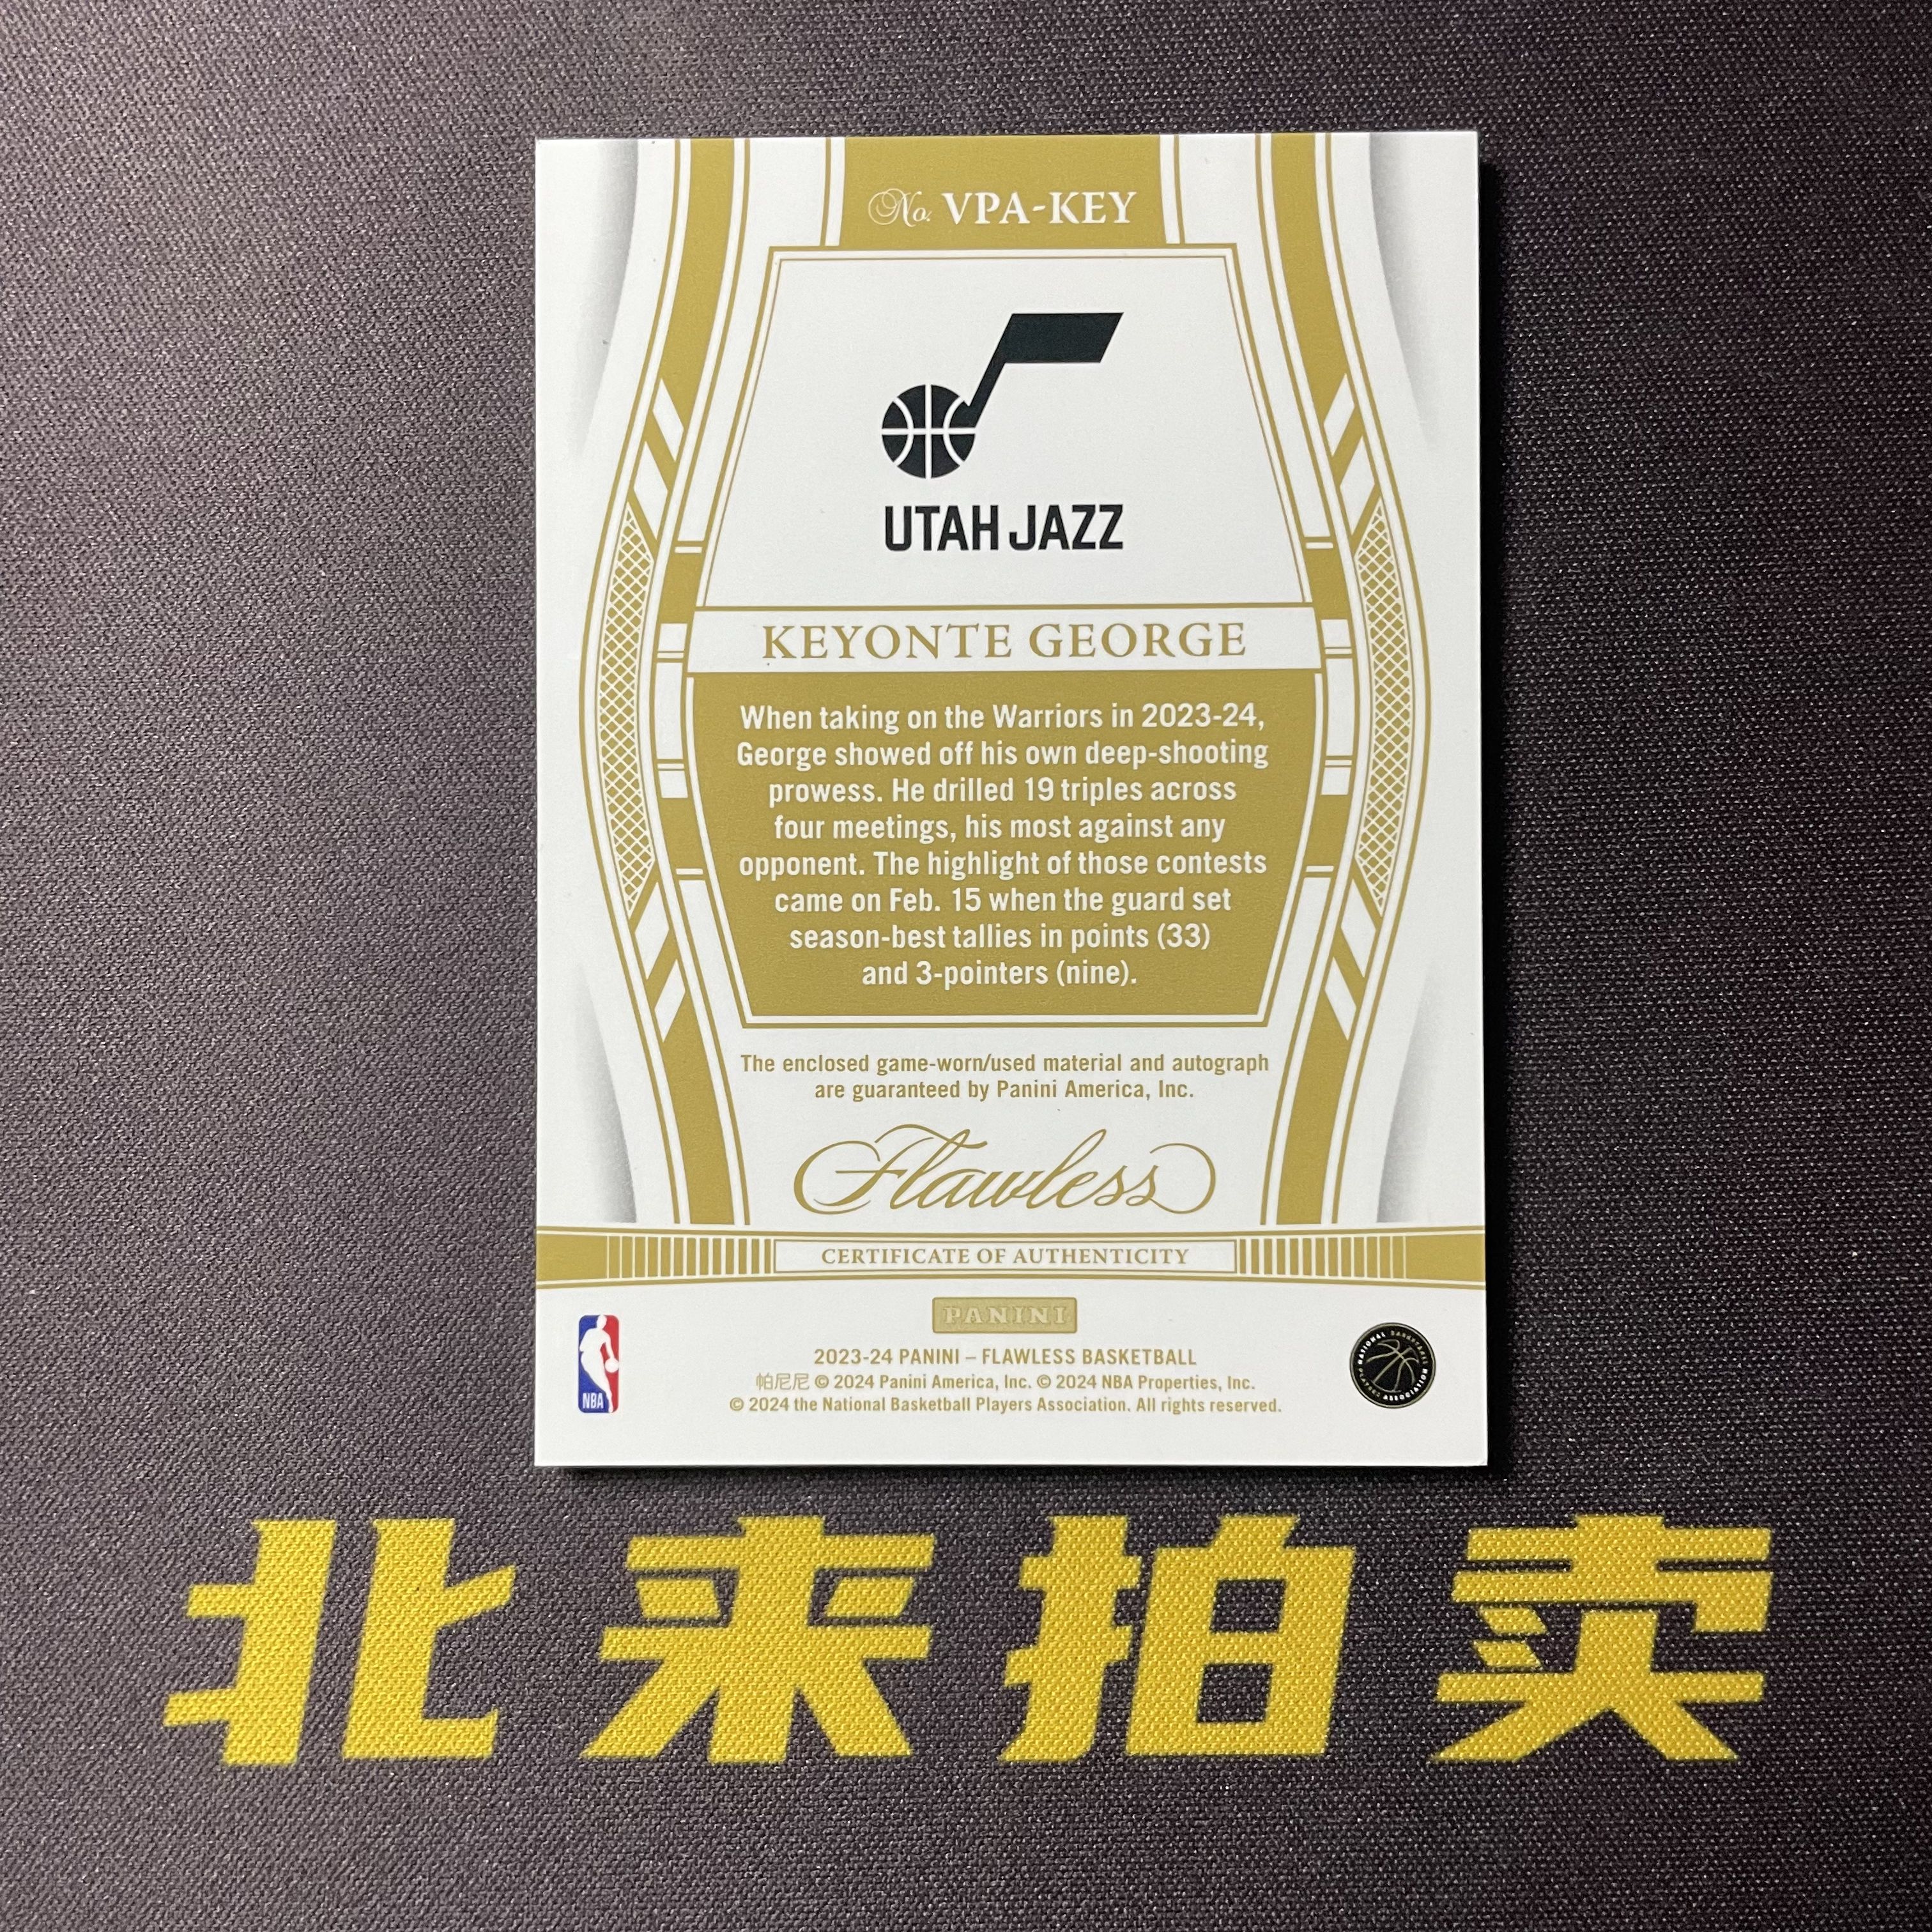 No. VPA-KEY
UTAH JAZZ
KEYONTE GEORGE
When taking on the Warriors in 2023-24,
George showed off his own deep-shooting
prowess. He drilled 19 triples across
four meetings, his most against any
opponent. The highlight of those contests
came on Feb. 15 when the guard set
season-best tallies in points (33)
and 3-pointers (nine).
The enclosed game-worn/used material and autograph
are guaranteed by Panini America, Inc.
Flawless
CERTIFICATE OF AUTHENTICITY
PANINI
2023-24 PANINI – FLAWLESS BASKETBALL
帕尼尼 © 2024 Panini America, Inc. © 2024 NBA Properties, Inc.
© 2024 the National Basketball Players Association. All rights reserved.
NBA
NATIONAL BASKETBALL PLAYERS ASSOCIATION
北来拍卖